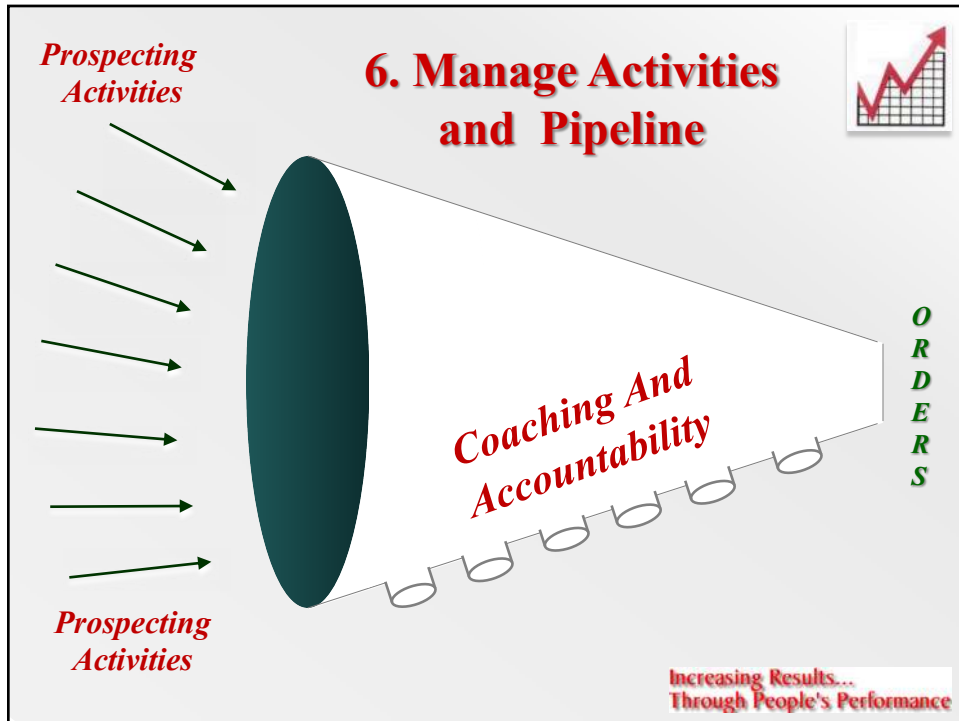 Prospecting
Activities
6. Manage Activities
and Pipeline
Coaching And
Accountability
O
R
D
E
R
S
Prospecting
Activities
Increasing Results...
Through People's Performance